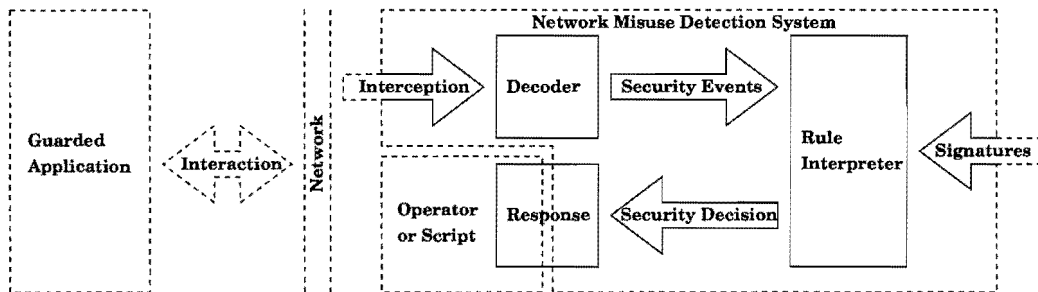 Network Misuse Detection System
Guarded
Application
Interaction
Network
Interception
Decoder
Security Events
Rule
Interpreter
Signatures
Operator
or Script
Response
Security Decision